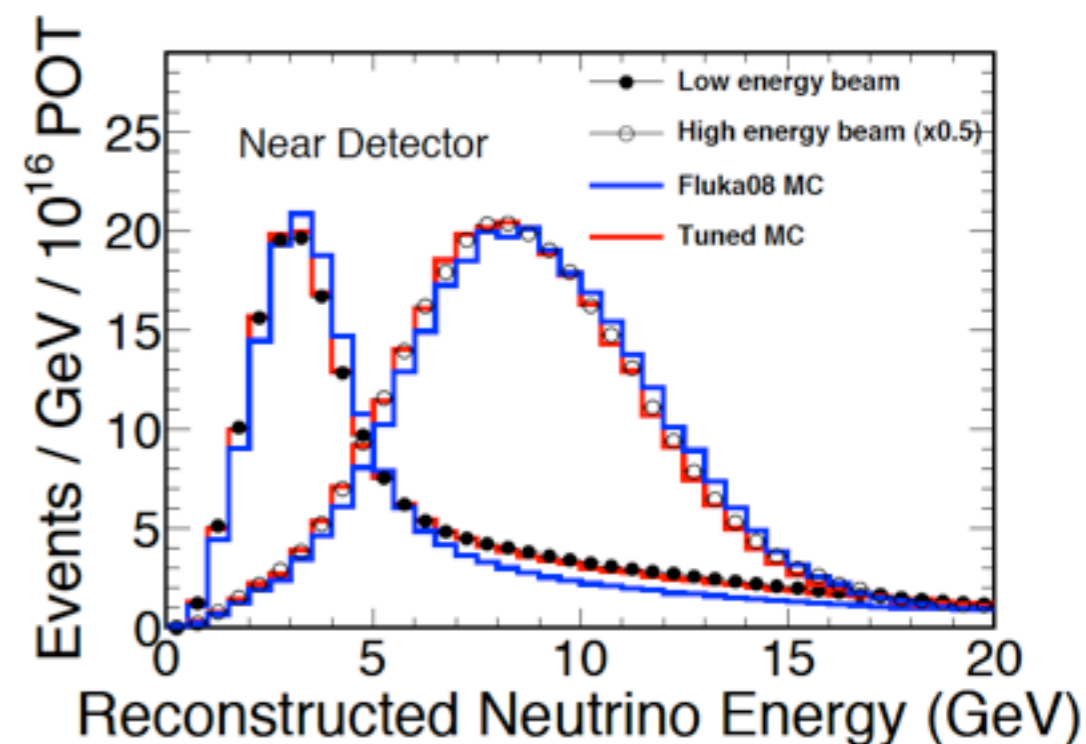 Events / GeV / 10¹⁶ POT
25
20
15
10
5
0
Near Detector
Low energy beam
High energy beam (x0.5)
Fluka08 MC
Tuned MC
0 5 10 15 20
Reconstructed Neutrino Energy (GeV)